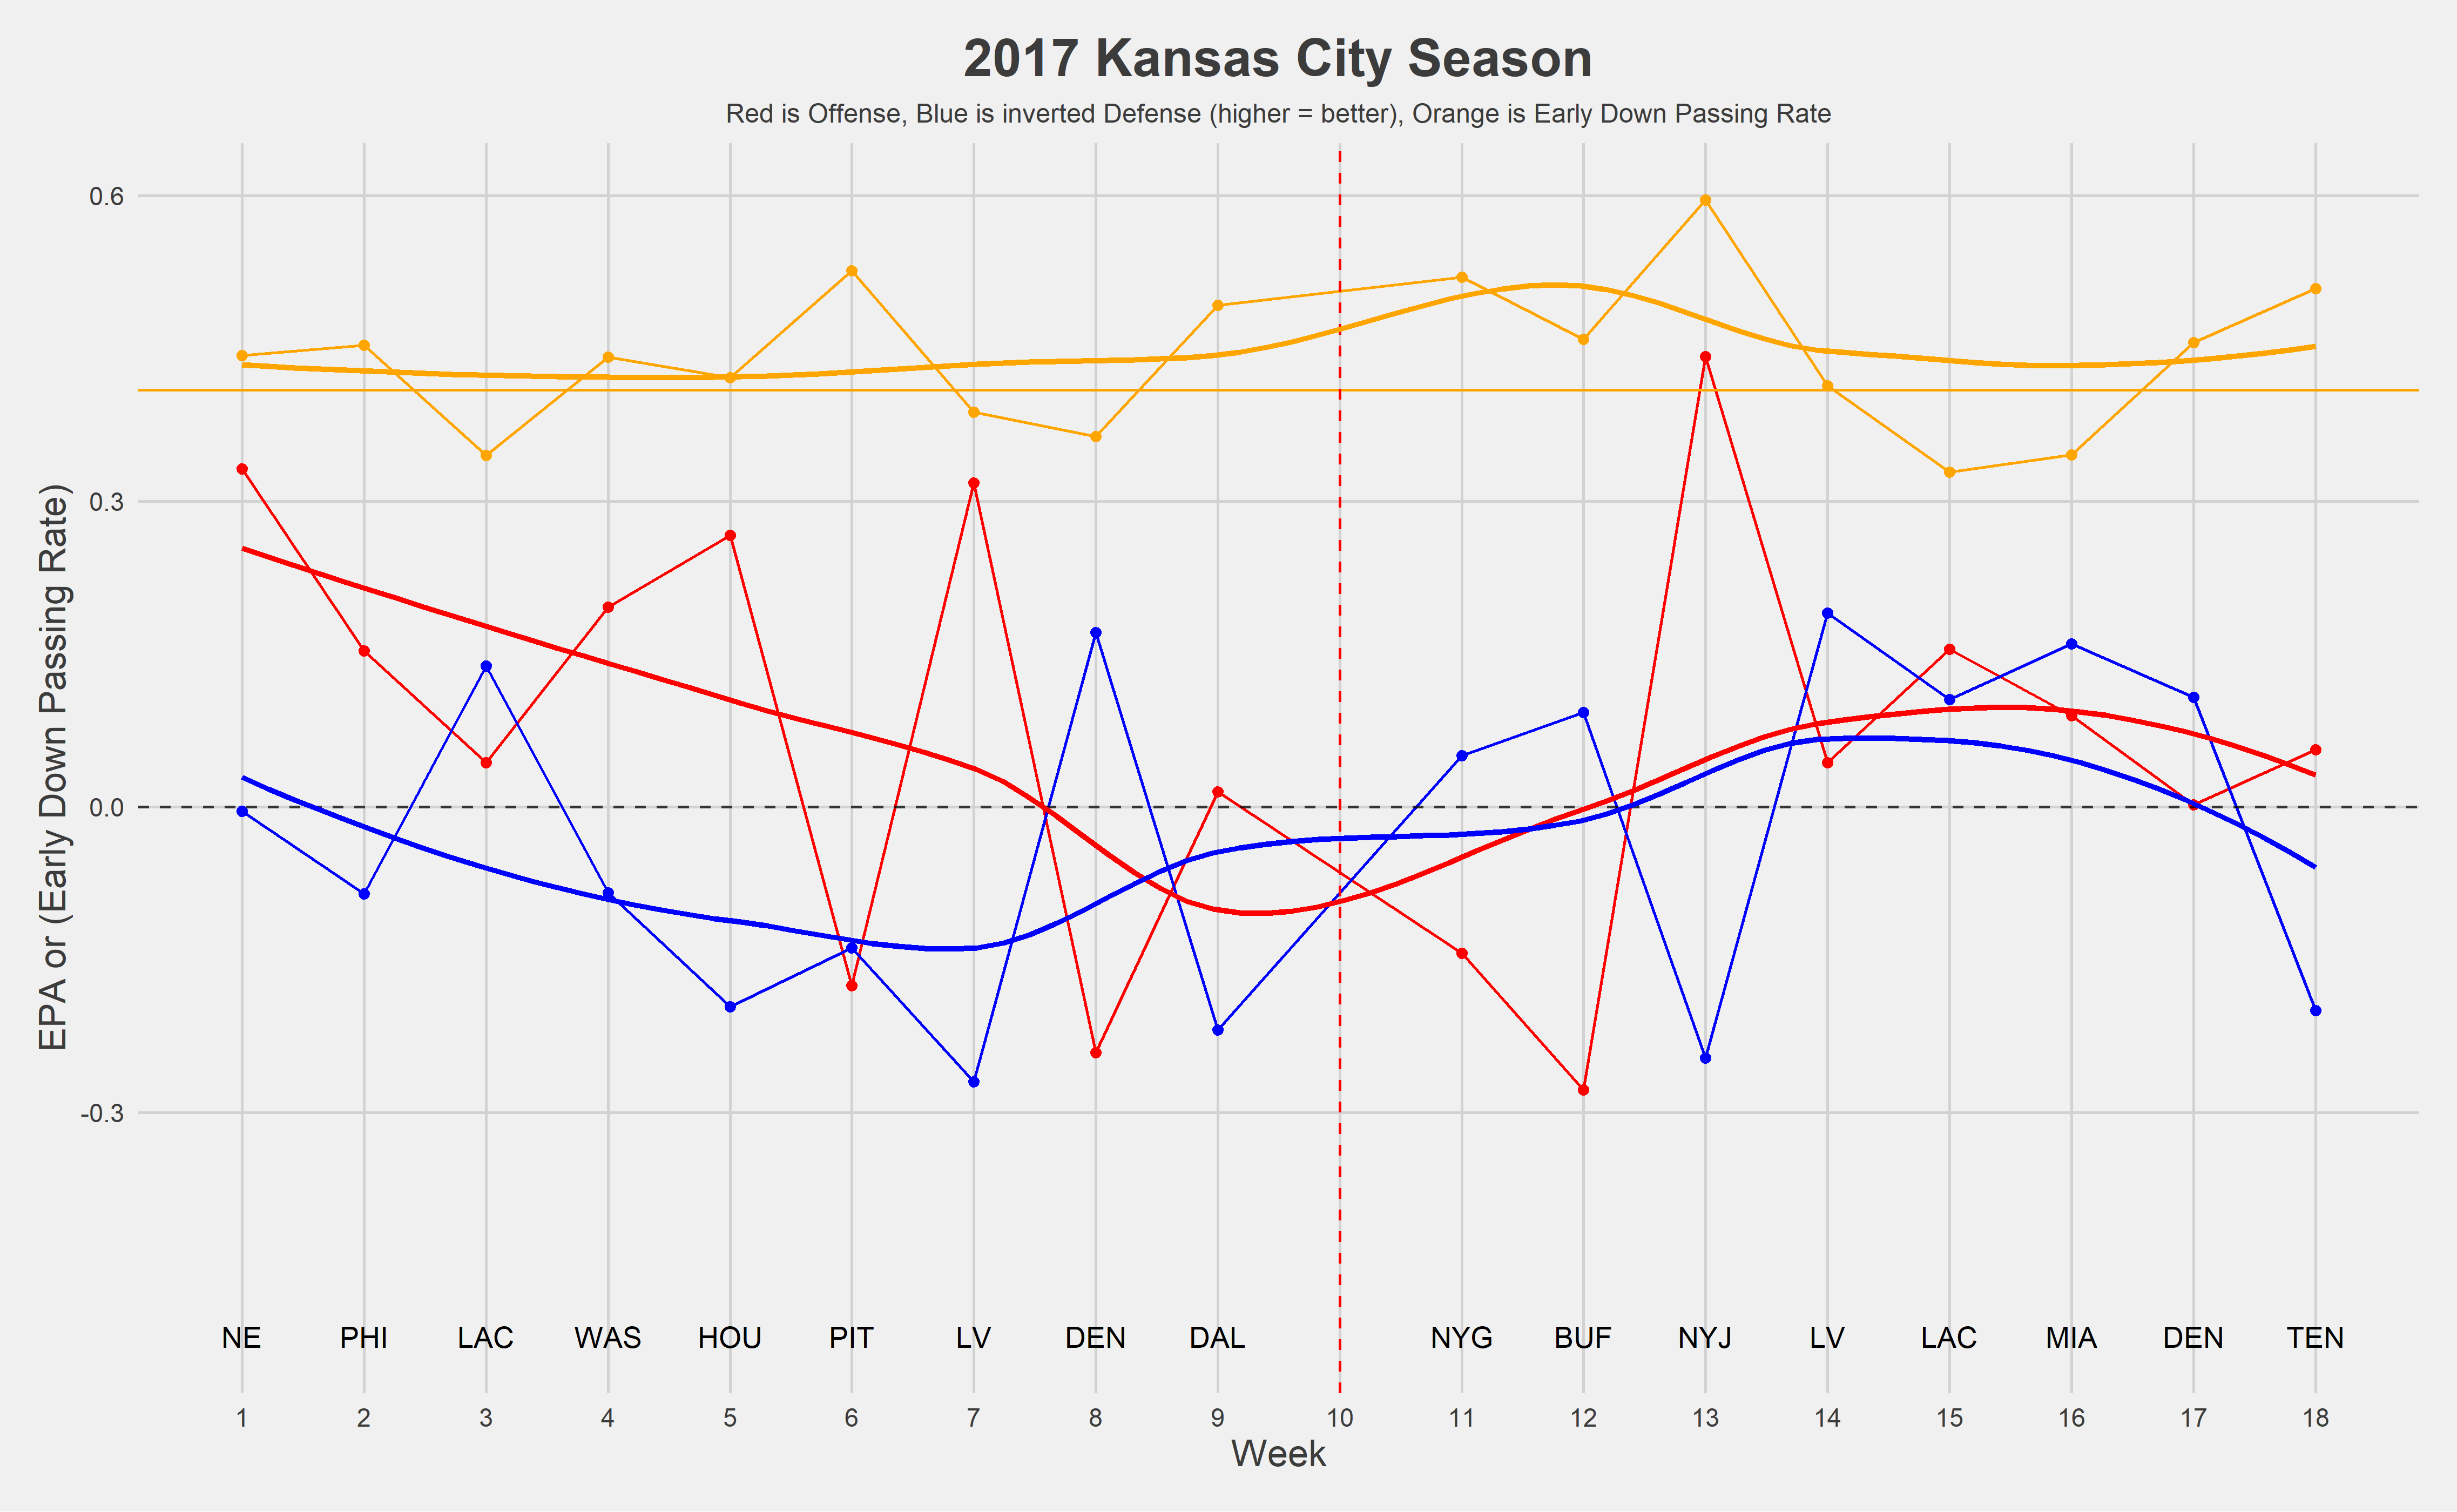 2017 Kansas City Season
Red is Offense, Blue is inverted Defense (higher = better), Orange is Early Down Passing Rate
EPA or (Early Down Passing Rate)
0.6
0.3
0.0
-0.3
NE PHI LAC WAS HOU PIT LV DEN DAL NYG BUF NYJ LV LAC MIA DEN TEN
1 2 3 4 5 6 7 8 9 10 11 12 13 14 15 16 17 18
Week